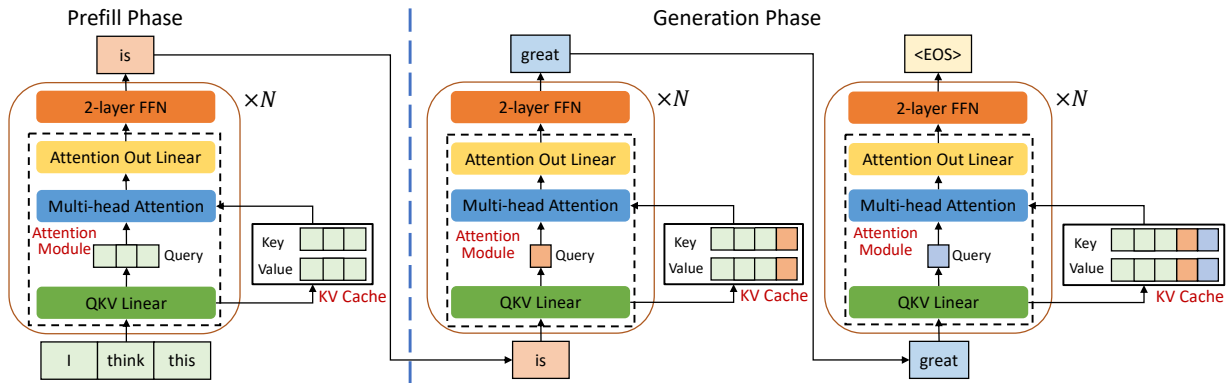 Prefill Phase
Generation Phase
is
2-layer FFN
×N
Attention Out Linear
Multi-head Attention
Attention
Module
Query
Key
Value
KV Cache
QKV Linear
I think this
great
2-layer FFN
×N
Attention Out Linear
Multi-head Attention
Attention
Module
Query
Key
Value
KV Cache
QKV Linear
is
<EOS>
2-layer FFN
×N
Attention Out Linear
Multi-head Attention
Attention
Module
Query
Key
Value
KV Cache
QKV Linear
great